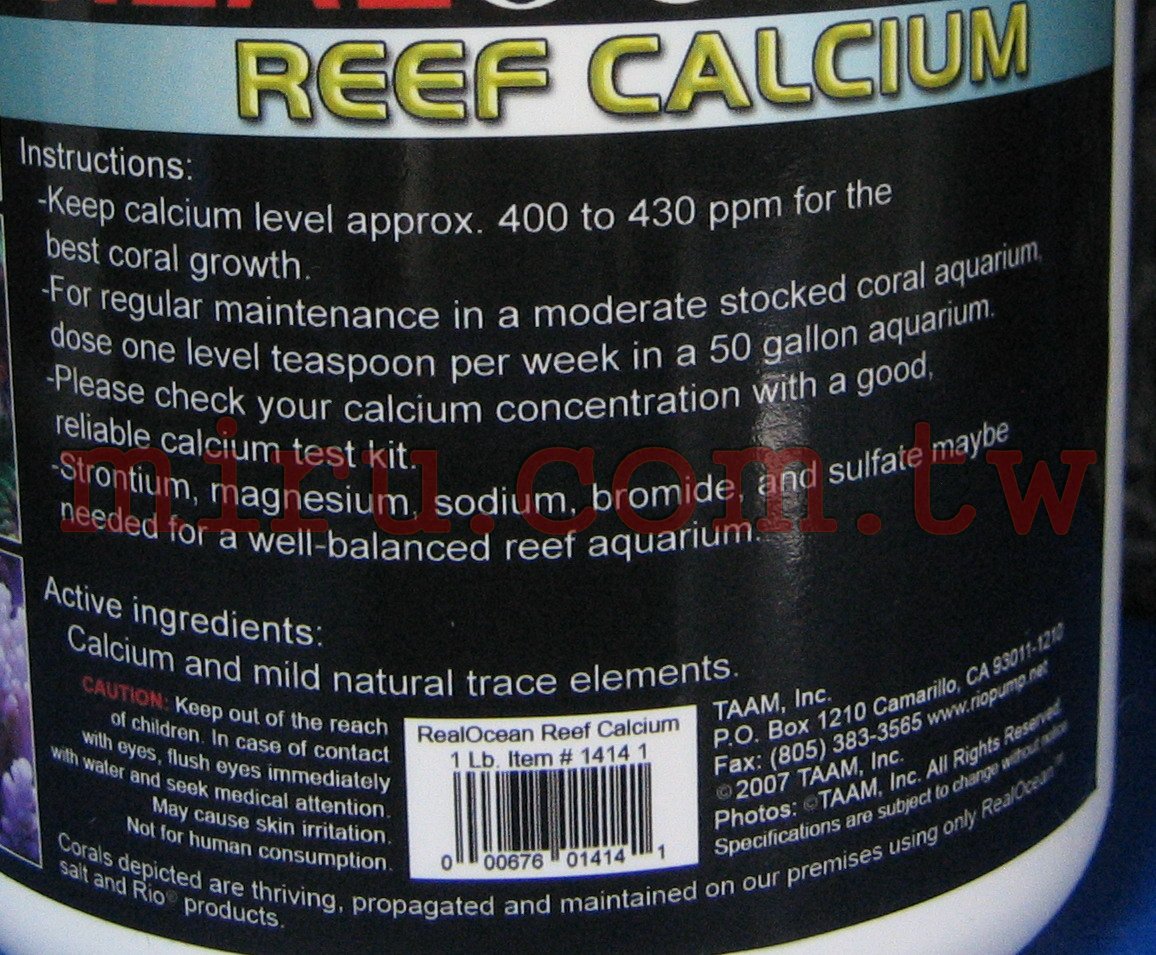 REEF CALCIUM
Instructions:
-Keep calcium level approx. 400 to 430 ppm for the
best coral growth.
-For regular maintenance in a moderate stocked coral aquarium,
dose one level teaspoon per week in a 50 gallon aquarium.
-Please check your calcium concentration with a good,
reliable calcium test kit.
-Strontium, magnesium, sodium, bromide, and sulfate maybe
needed for a well-balanced reef aquarium.
miru.com.tw
Active ingredients:
Calcium and mild natural trace elements.
CAUTION: Keep out of the reach
of children. In case of contact
with eyes, flush eyes immediately
with water and seek medical attention.
May cause skin irritation.
Not for human consumption.
RealOcean Reef Calcium
1 Lb. Item # 1414 1
0 00676 01414 1
TAAM, Inc.
P.O. Box 1210 Camarillo, CA 93011-1210
Fax: (805) 383-3565 www.riopump.net
©2007 TAAM, Inc.
Photos: ©TAAM, Inc. All Rights Reserved.
Specifications are subject to change without notice
Corals depicted are thriving, propagated and maintained on our premises using only RealOcean™
salt and Rio® products.